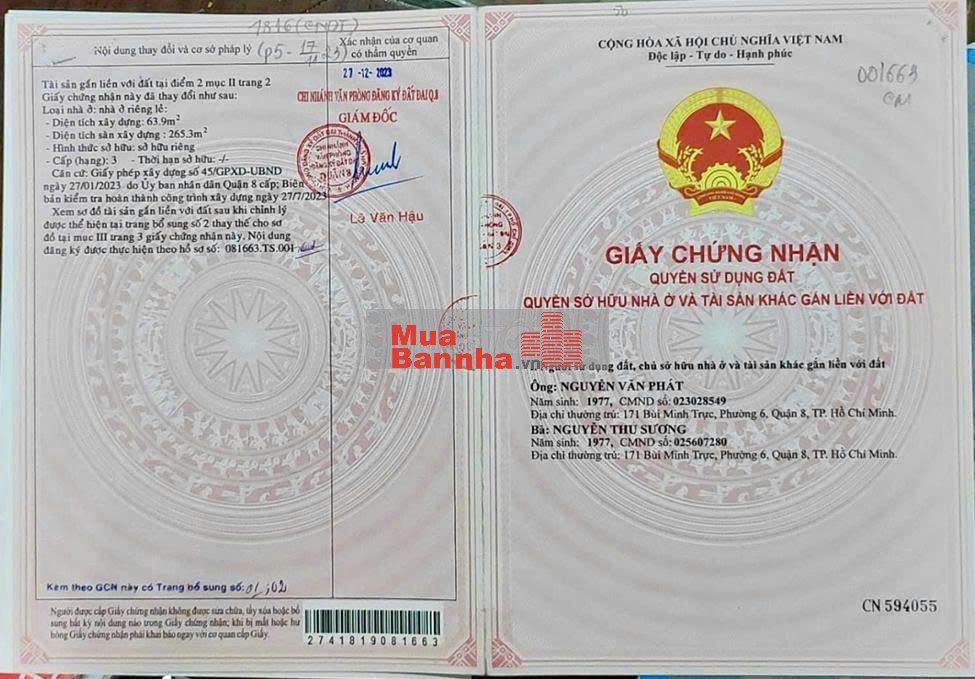 1846 (CNDT)
(p5-17/11-23)
Nội dung thay đổi và cơ sở pháp lý
Xác nhận của cơ quan
có thẩm quyền
Tài sản gắn liền với đất tại điểm 2 mục II trang 2
Giấy chứng nhận này đã thay đổi như sau:
Loại nhà ở: nhà ở riêng lẻ;
- Diện tích xây dựng: 63.9m²
- Diện tích sàn xây dựng : 265.3m²
- Hình thức sở hữu: sở hữu riêng
- Cấp (hạng): 3 - Thời hạn sở hữu: -/-
Căn cứ: Giấy phép xây dựng số 45/GPXD-UBND
ngày 27/01/2023 do Ủy ban nhân dân Quận 8 cấp; Biên
bản kiểm tra hoàn thành công trình xây dựng ngày 27/7/2023
Xem sơ đồ tài sản gắn liền với đất sau khi chỉnh lý
được thể hiện tại trang bổ sung số 2 thay thế cho sơ
đồ tại mục III trang 3 giấy chứng nhận này. Nội dung
đăng ký được thực hiện theo hồ sơ số: 081663.TS.001
27-12-2023
CHI NHÁNH VĂN PHÒNG ĐĂNG KÝ ĐẤT ĐAI Q.8
GIÁM ĐỐC
Lê Văn Hậu
Kèm theo GCN này có Trang bổ sung số: 01,02
Người được cấp Giấy chứng nhận không được sửa chữa, tẩy xóa hoặc bổ
sung bất kỳ nội dung nào trong Giấy chứng nhận; khi bị mất hoặc hư
hỏng Giấy chứng nhận phải khai báo ngay với cơ quan cấp Giấy.
2741819081663
CỘNG HÒA XÃ HỘI CHỦ NGHĨA VIỆT NAM
Độc lập - Tự do - Hạnh phúc
001663
CM
GIẤY CHỨNG NHẬN
QUYỀN SỬ DỤNG ĐẤT
QUYỀN SỞ HỮU NHÀ Ở VÀ TÀI SẢN KHÁC GẮN LIỀN VỚI ĐẤT
Mua
Bannha.vn
Người sử dụng đất, chủ sở hữu nhà ở và tài sản khác gắn liền với đất
Ông: NGUYỄN VĂN PHÁT
Năm sinh: 1977, CMND số: 023028549
Địa chỉ thường trú: 171 Bùi Minh Trực, Phường 6, Quận 8, TP. Hồ Chí Minh.
Bà: NGUYỄN THU SƯƠNG
Năm sinh: 1977, CMND số: 025607280
Địa chỉ thường trú: 171 Bùi Minh Trực, Phường 6, Quận 8, TP. Hồ Chí Minh.
CN 594055